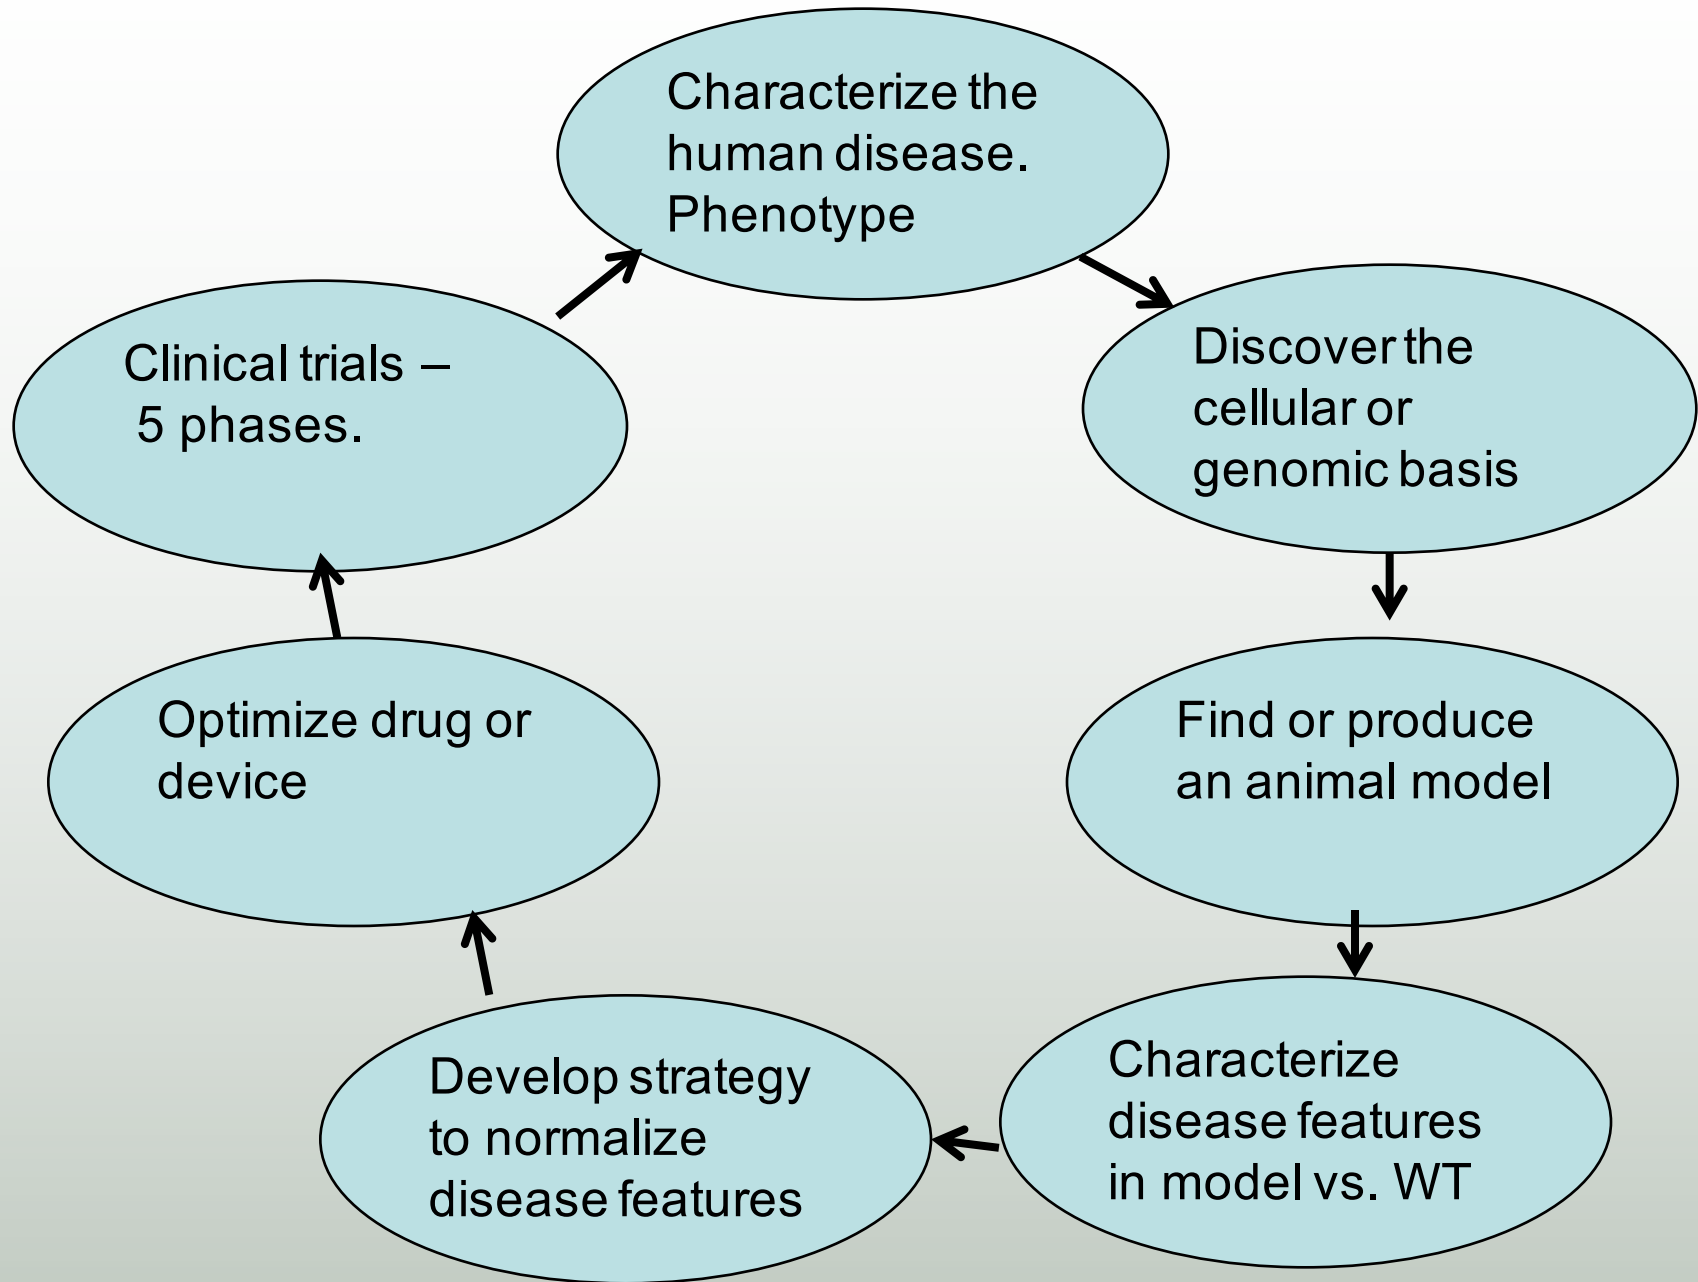 Characterize the
human disease.
Phenotype
Discover the
cellular or
genomic basis
Find or produce
an animal model
Characterize
disease features
in model vs. WT
Develop strategy
to normalize
disease features
Optimize drug or
device
Clinical trials –
5 phases.